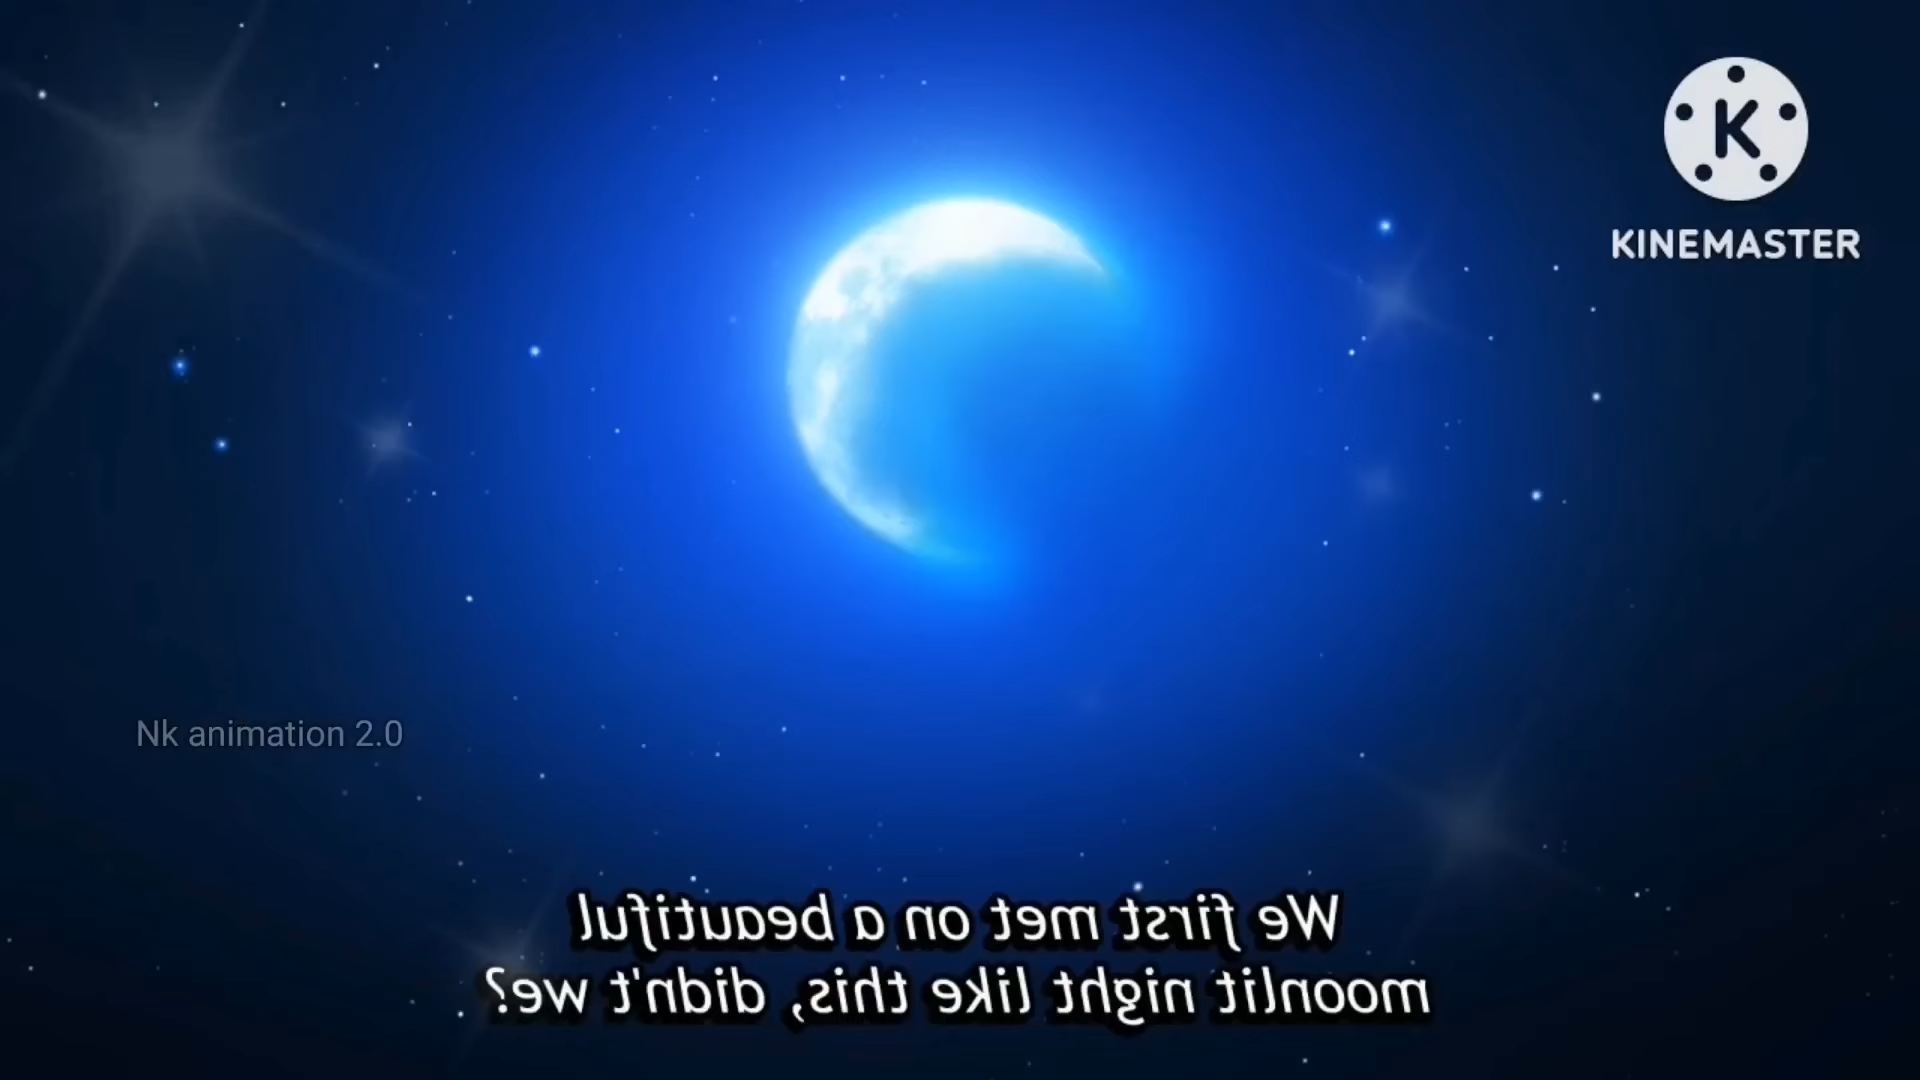 K
KINEMASTER
Nk animation 2.0
We first met on a beautiful
moonlit night like this, didn't we?